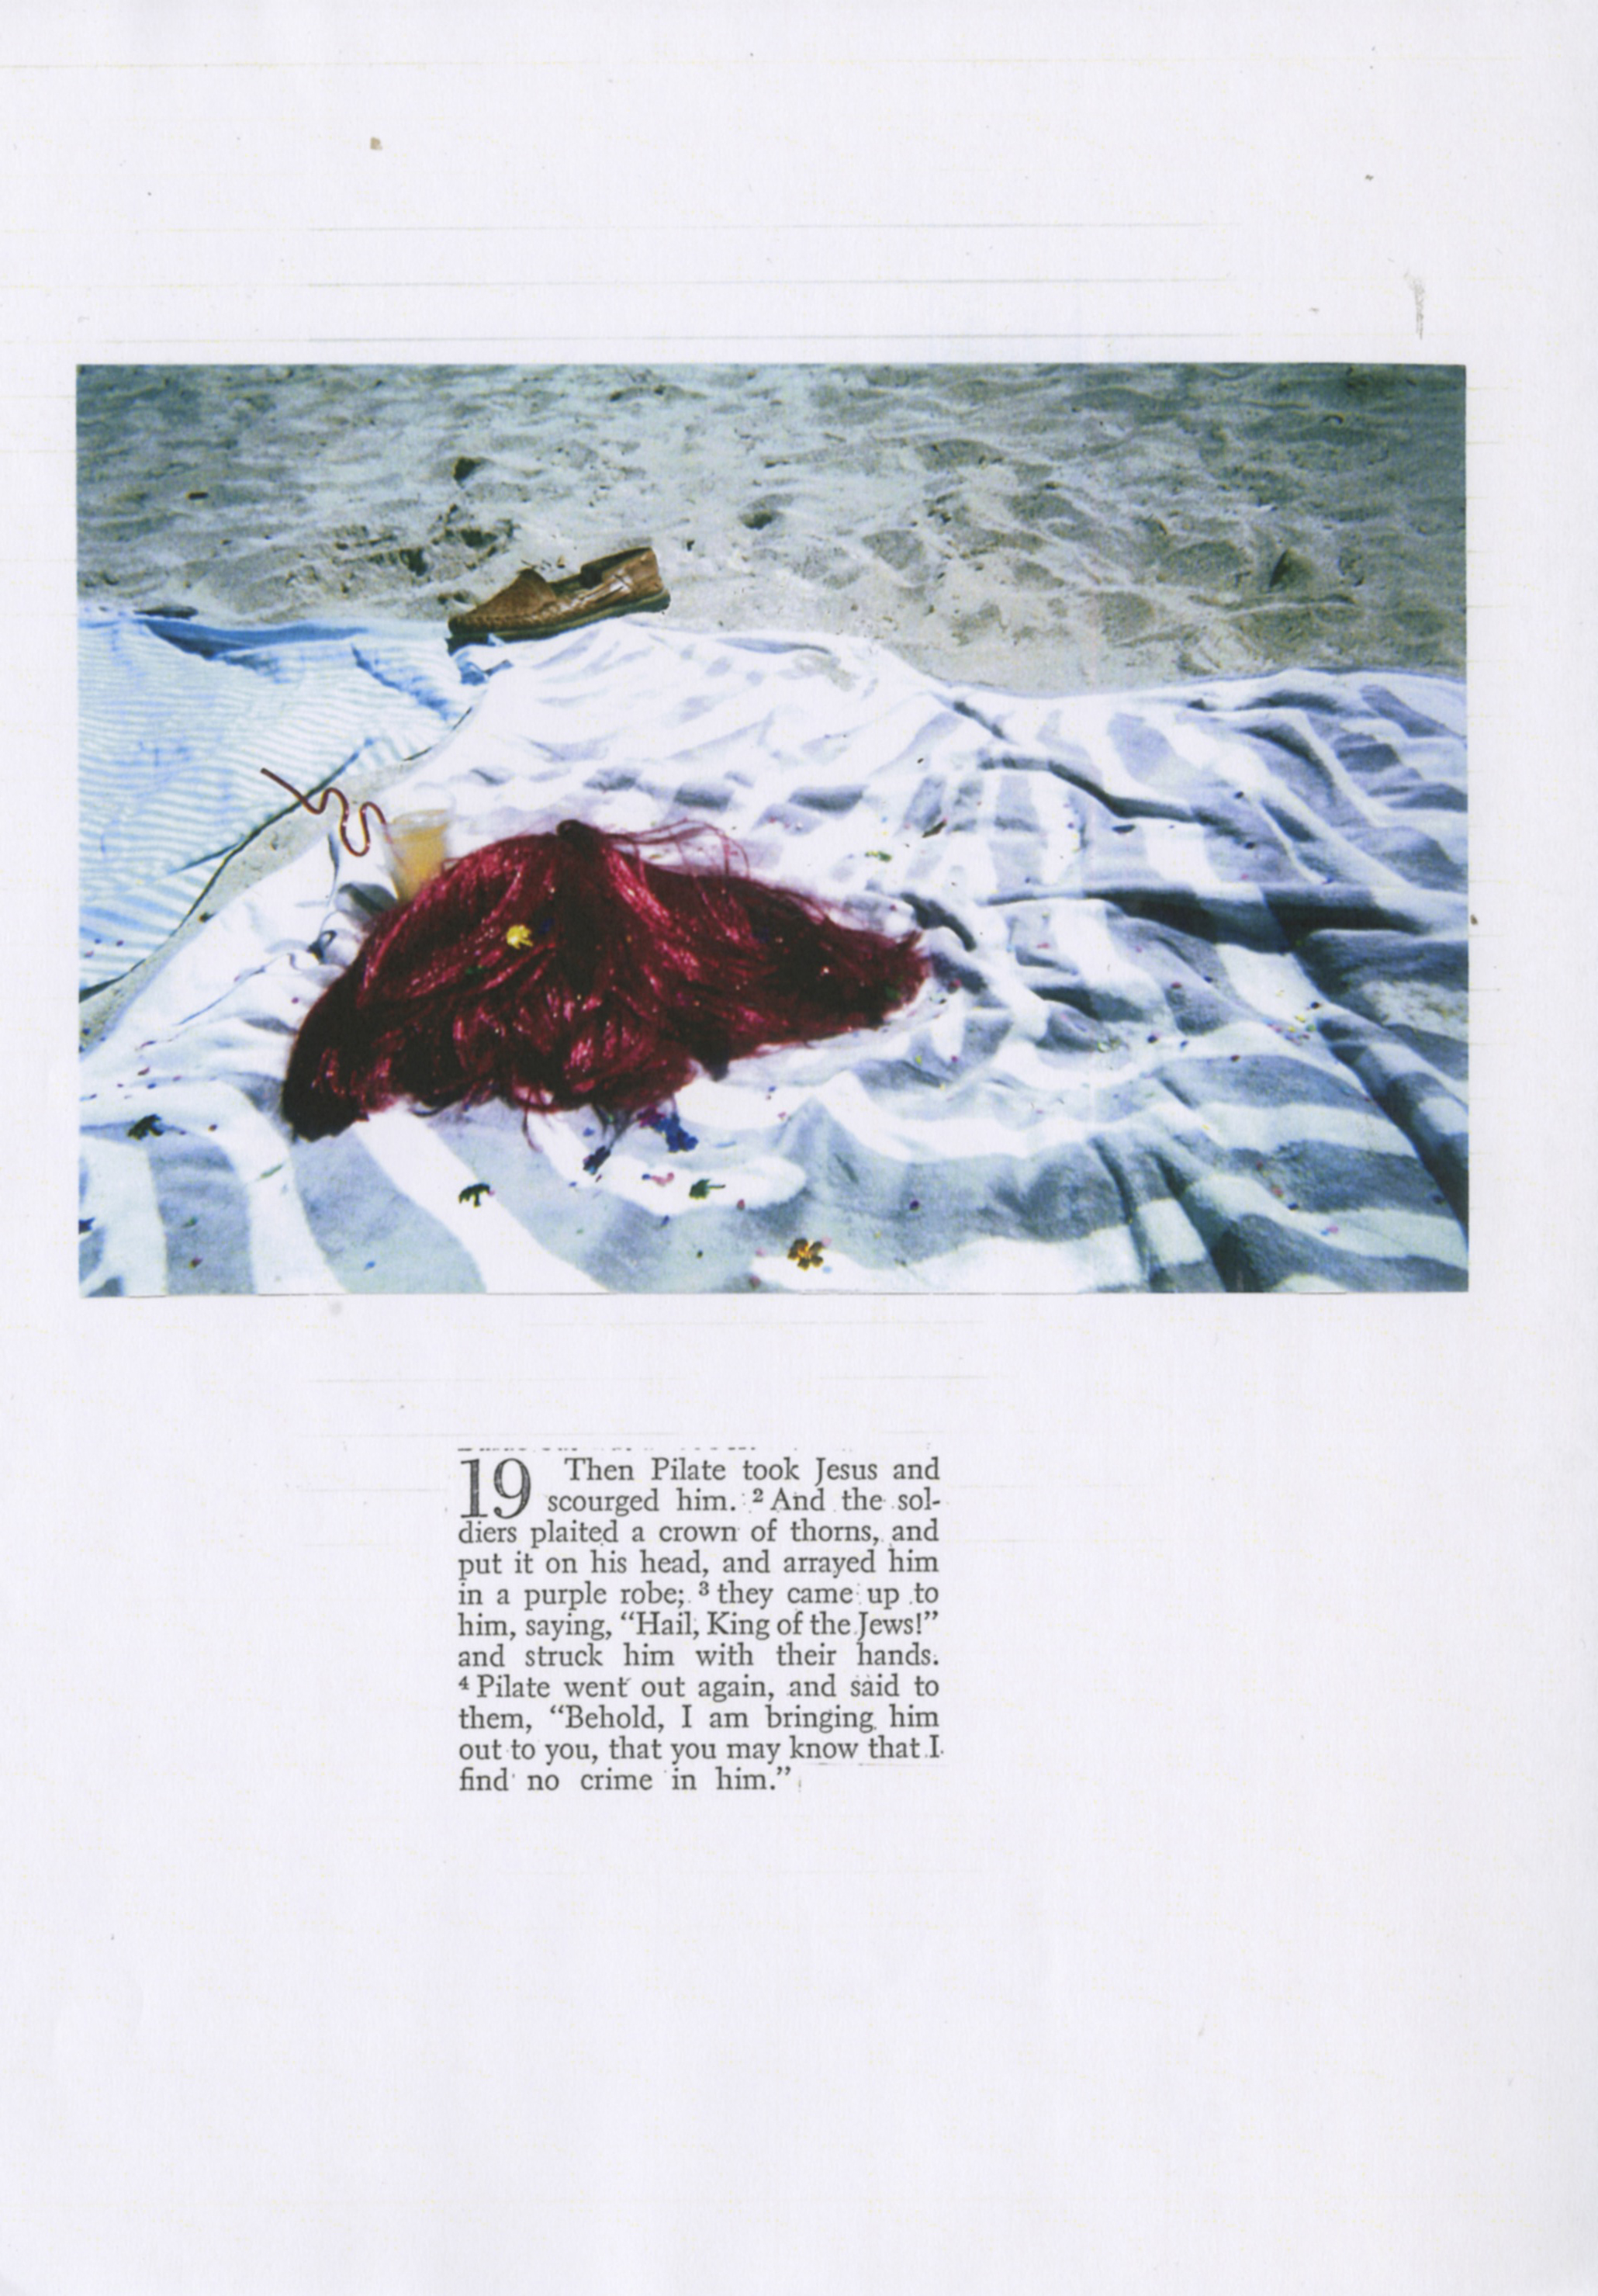 19 Then Pilate took Jesus and
scourged him. ² And the sol-
diers plaited a crown of thorns, and
put it on his head, and arrayed him
in a purple robe; ³ they came up to
him, saying, “Hail, King of the Jews!”
and struck him with their hands.
⁴ Pilate went out again, and said to
them, “Behold, I am bringing him
out to you, that you may know that I
find no crime in him.”